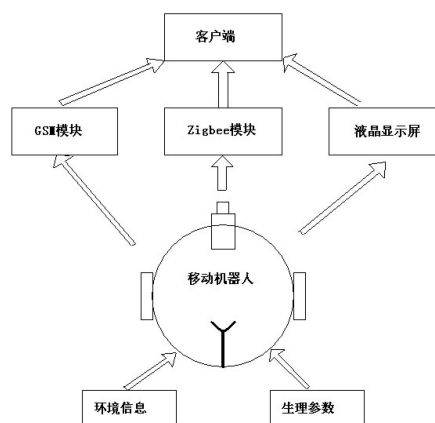 客户端
GSM模块
Zigbee模块
液晶显示屏
移动机器人
环境信息
生理参数